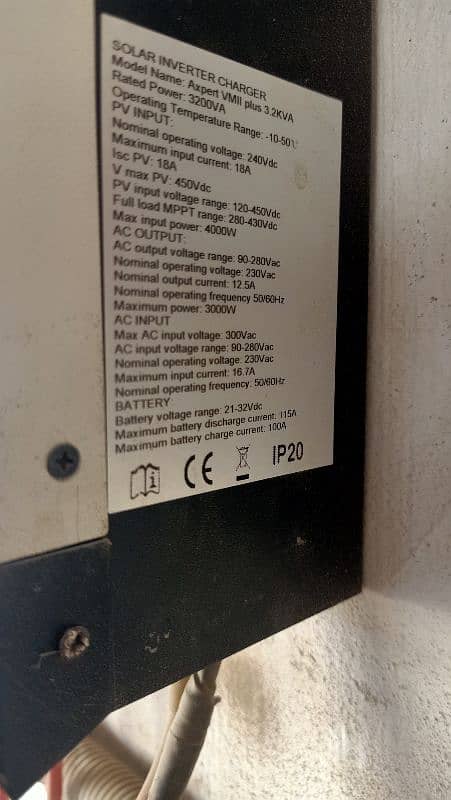 SOLAR INVERTER CHARGER
Model Name: Axpert VMII plus 3.2KVA
Rated Power: 3200VA
Operating Temperature Range: -10-50℃
PV INPUT:
Nominal operating voltage: 240Vdc
Maximum input current: 18A
Isc PV: 18A
V max PV: 450Vdc
PV input voltage range: 120-450Vdc
Full load MPPT range: 280-430Vdc
Max input power: 4000W
AC OUTPUT:
AC output voltage range: 90-280Vac
Nominal operating voltage: 230Vac
Nominal output current: 12.5A
Nominal operating frequency 50/60Hz
Maximum power: 3000W
AC INPUT
Max AC input voltage: 300Vac
AC input voltage range: 90-280Vac
Nominal operating voltage: 230Vac
Maximum input current: 16.7A
Nominal operating frequency: 50/60Hz
BATTERY
Battery voltage range: 21-32Vdc
Maximum battery discharge current: 115A
Maximum battery charge current: 100A
CE IP20